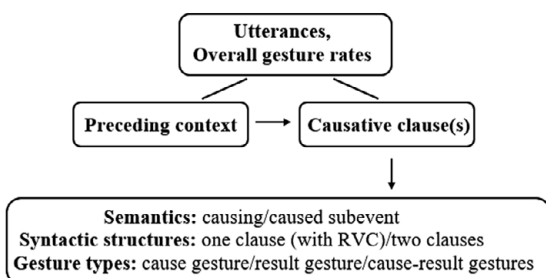 Utterances,
Overall gesture rates
Preceding context
Causative clause(s)
Semantics: causing/caused subevent
Syntactic structures: one clause (with RVC)/two clauses
Gesture types: cause gesture/result gesture/cause-result gestures